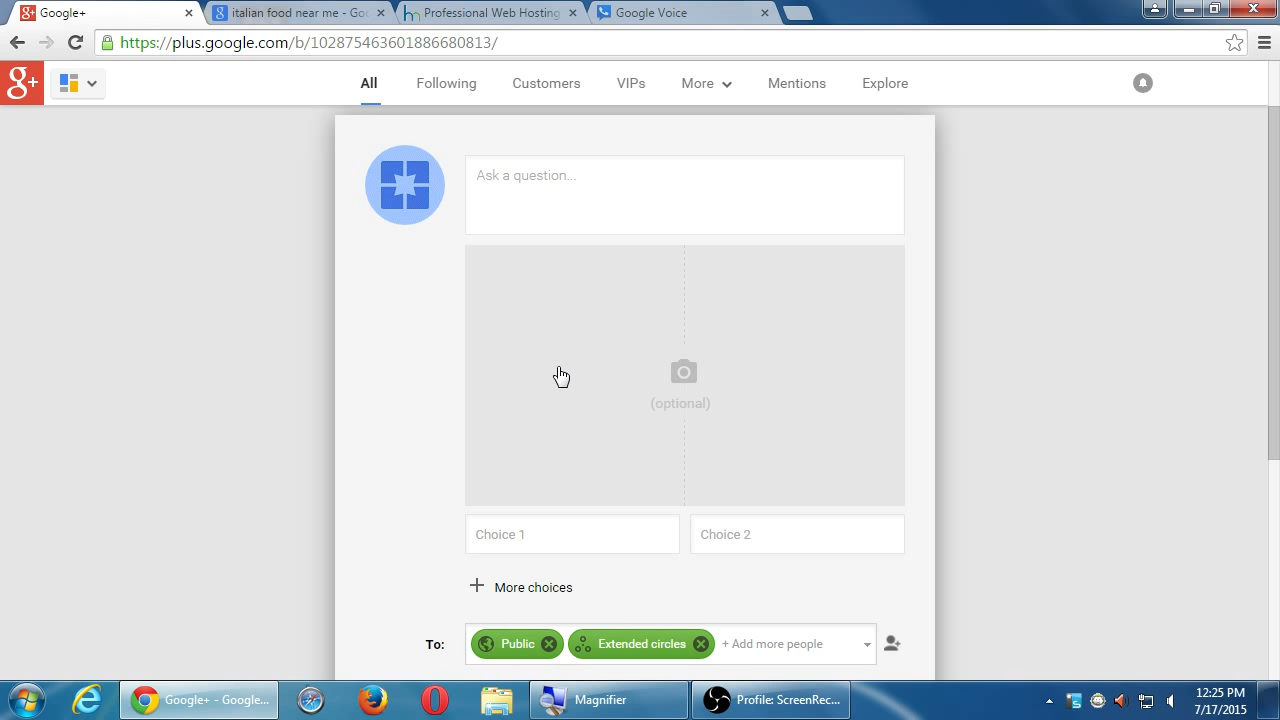 Google+
italian food near me - Goo
Professional Web Hosting
Google Voice
https://plus.google.com/b/102875463601886680813/
g+
All
Following
Customers
VIPs
More
Mentions
Explore
Ask a question...
(optional)
Choice 1
Choice 2
More choices
To:
Public
Extended circles
+ Add more people
Google+ - Google...
Magnifier
Profile: ScreenRec...
12:25 PM
7/17/2015